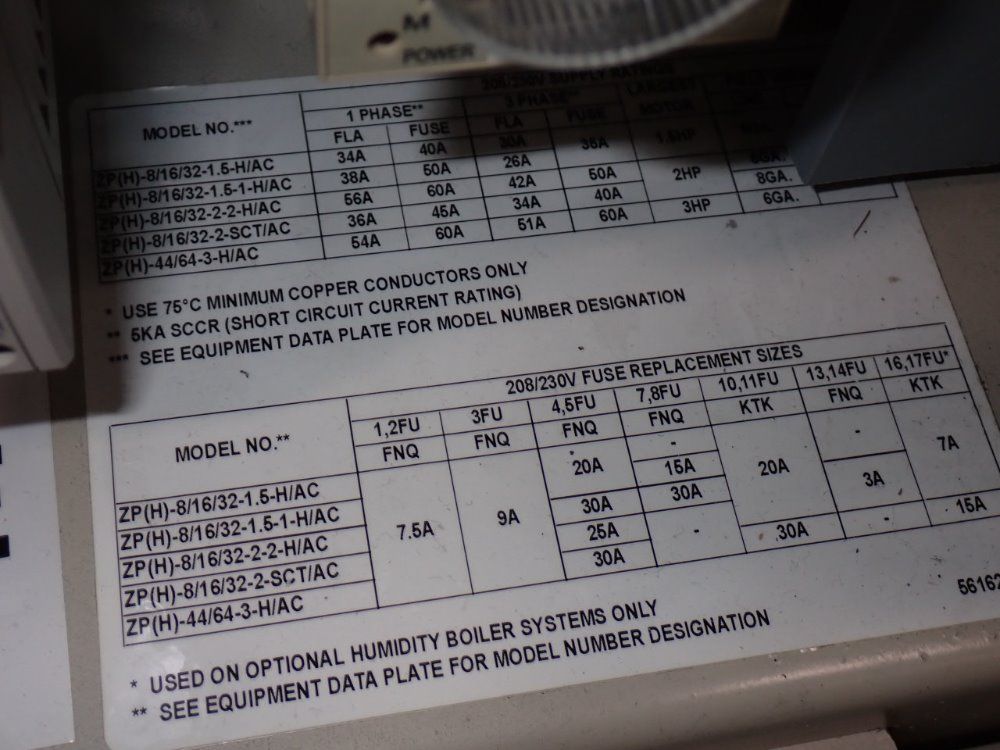 M
POWER
208/230V SUPPLY RATINGS
MODEL NO.*** 1 PHASE** 3 PHASE** LARGEST MOTOR
FLA FUSE FLA FUSE
ZP(H)-8/16/32-1.5-H/AC 34A 40A 30A 35A 1.5HP
ZP(H)-8/16/32-1.5-1-H/AC 38A 50A 26A
ZP(H)-8/16/32-2-2-H/AC 56A 60A 42A 50A 2HP 8GA.
ZP(H)-8/16/32-2-SCT/AC 36A 45A 34A 40A 8GA.
ZP(H)-44/64-3-H/AC 54A 60A 51A 60A 3HP 6GA.
* USE 75°C MINIMUM COPPER CONDUCTORS ONLY
** 5KA SCCR (SHORT CIRCUIT CURRENT RATING)
*** SEE EQUIPMENT DATA PLATE FOR MODEL NUMBER DESIGNATION
208/230V FUSE REPLACEMENT SIZES
MODEL NO.** 1,2FU 3FU 4,5FU 7,8FU 10,11FU 13,14FU 16,17FU*
FNQ FNQ FNQ FNQ KTK FNQ KTK
ZP(H)-8/16/32-1.5-H/AC 7.5A 9A 20A - 20A - 7A
ZP(H)-8/16/32-1.5-1-H/AC 15A 3A
ZP(H)-8/16/32-2-2-H/AC 30A 30A
ZP(H)-8/16/32-2-SCT/AC 25A - 30A - 15A
ZP(H)-44/64-3-H/AC 30A
56162
* USED ON OPTIONAL HUMIDITY BOILER SYSTEMS ONLY
** SEE EQUIPMENT DATA PLATE FOR MODEL NUMBER DESIGNATION